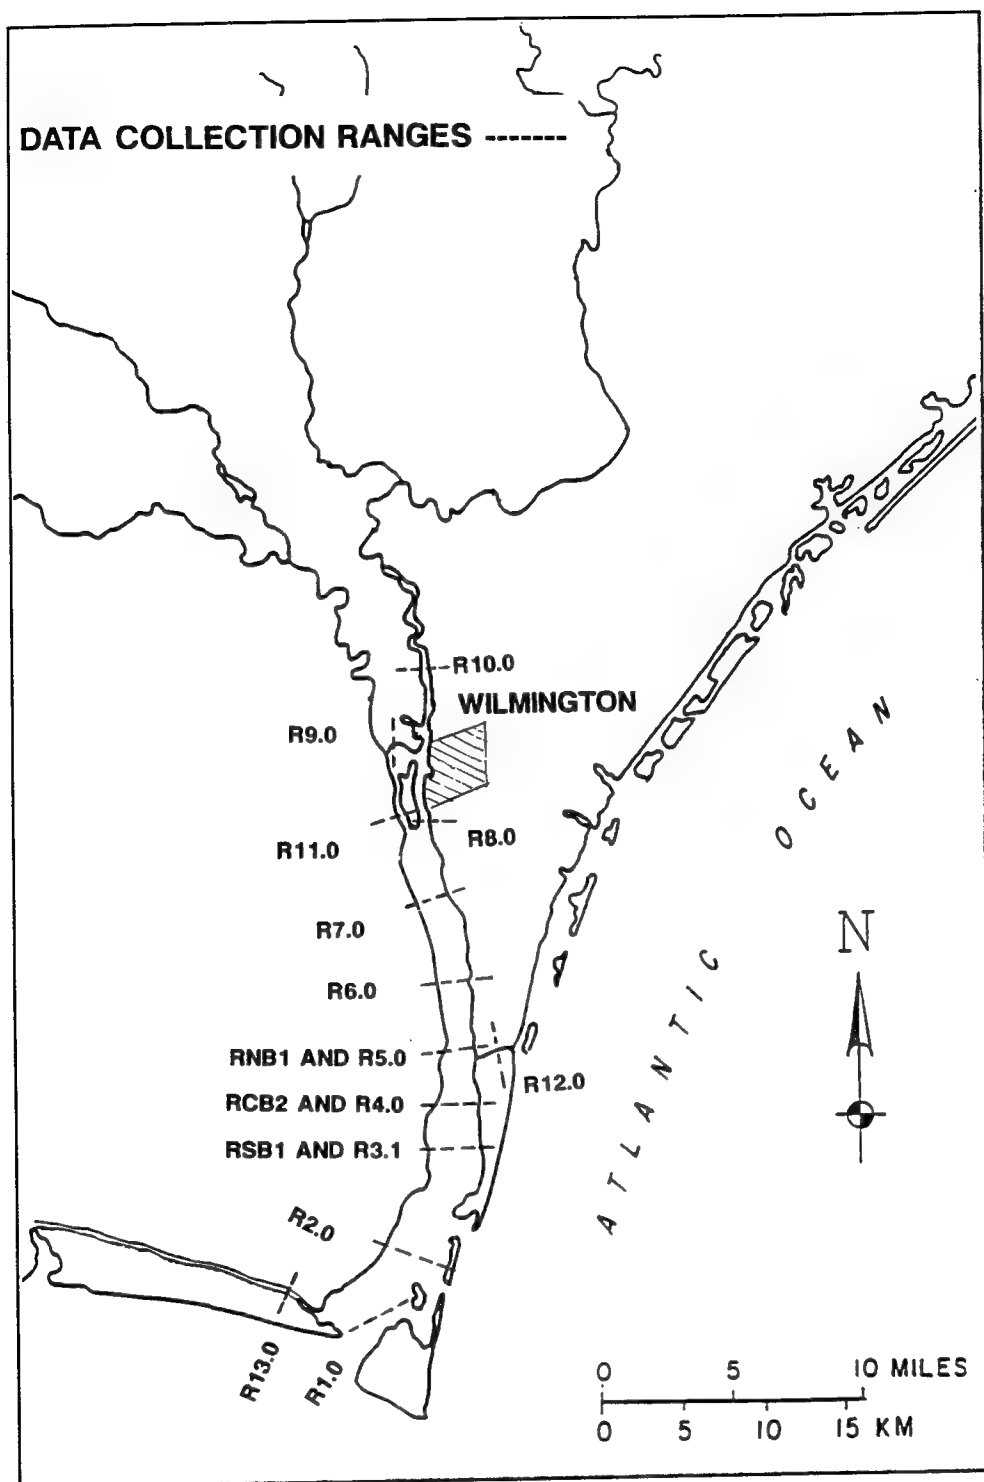 DATA COLLECTION RANGES -------
R10.0
WILMINGTON
R9.0
R8.0
R11.0
R7.0
R6.0
RNB1 AND R5.0
R12.0
RCB2 AND R4.0
RSB1 AND R3.1
R2.0
R13.0
R1.0
ATLANTIC OCEAN
N
0 5 10 MILES
0 5 10 15 KM